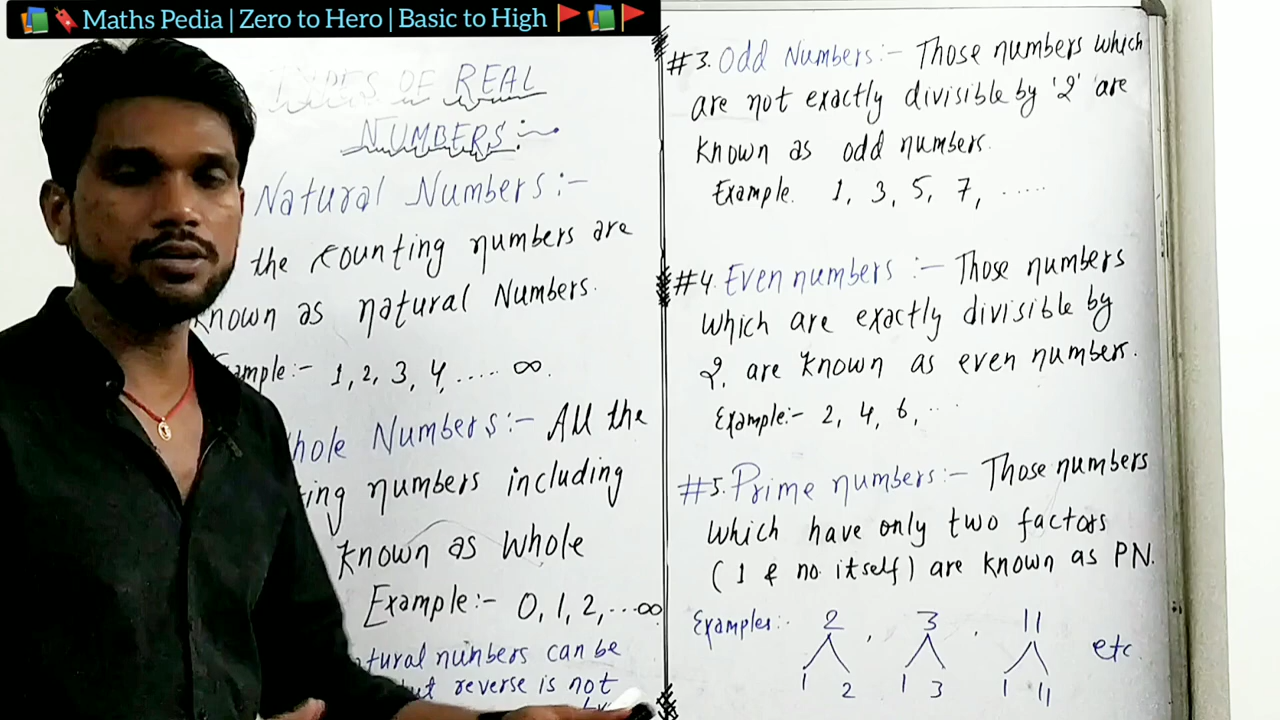 Maths Pedia | Zero to Hero | Basic to High
TYPES OF REAL
NUMBERS:-
Natural Numbers:-
the counting numbers are
known as natural Numbers.
Example:- 1, 2, 3, 4, ..... ∞.
Whole Numbers:- All the
numbers including
known as Whole
Example:- 0, 1, 2, ...∞
numbers can be
but reverse is not
#3. Odd Numbers:- Those numbers which
are not exactly divisible by '2' are
known as odd numbers.
Example. 1, 3, 5, 7, .....
#4. Even numbers :- Those numbers
which are exactly divisible by
2, are known as even numbers.
Example:- 2, 4, 6, ...
#5. Prime numbers:- Those numbers
which have only two factors
( 1 & no. itself) are known as PN.
Examples:- 2 , 3 , 11 etc
1 2 1 3 1 11